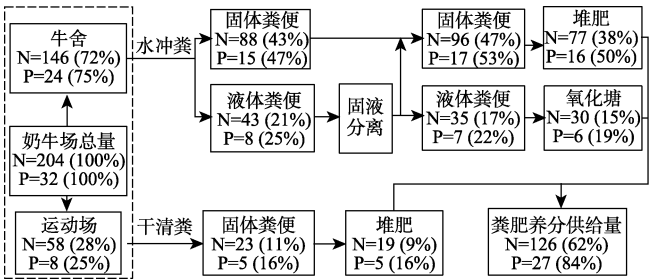 牛舍
N=146 (72%)
P=24 (75%)
水冲粪
固体粪便
N=88 (43%)
P=15 (47%)
固体粪便
N=96 (47%)
P=17 (53%)
堆肥
N=77 (38%)
P=16 (50%)
液体粪便
N=43 (21%)
P=8 (25%)
固液
分离
液体粪便
N=35 (17%)
P=7 (22%)
氧化塘
N=30 (15%)
P=6 (19%)
奶牛场总量
N=204 (100%)
P=32 (100%)
运动场
N=58 (28%)
P=8 (25%)
干清粪
固体粪便
N=23 (11%)
P=5 (16%)
堆肥
N=19 (9%)
P=5 (16%)
粪肥养分供给量
N=126 (62%)
P=27 (84%)